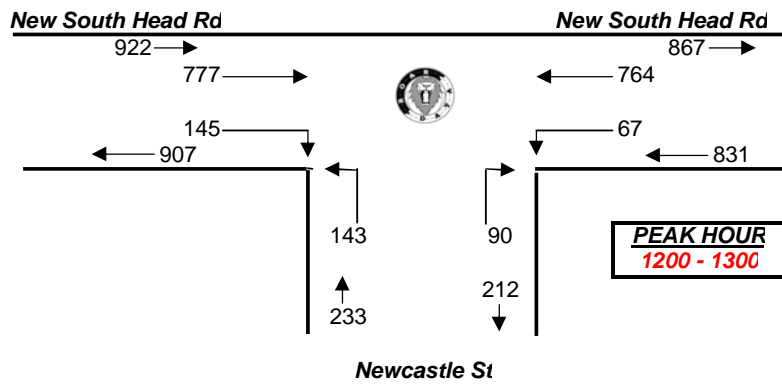 New South Head Rd New South Head Rd
922 867
777 764
145 67
907 831
143 90
PEAK HOUR
1200 - 1300
212
233
Newcastle St